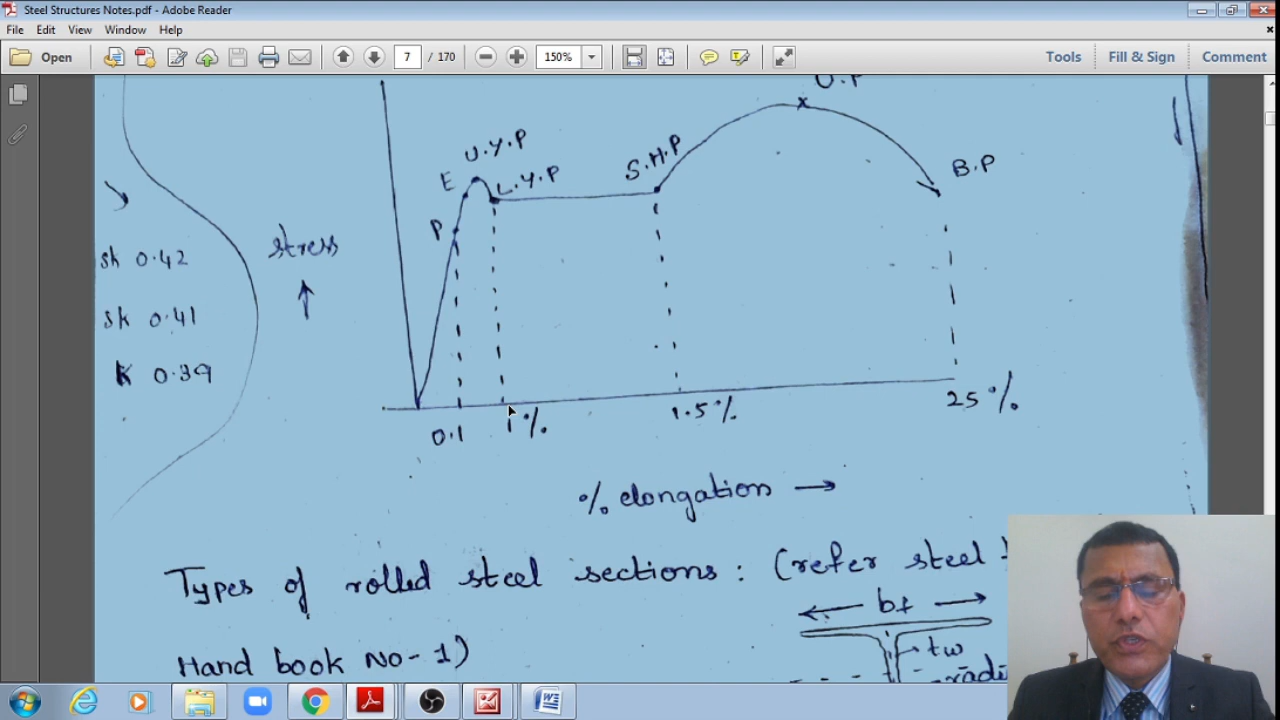 Steel Structures Notes.pdf - Adobe Reader
File Edit View Window Help
Open 7 / 170 150% Tools Fill & Sign Comment
U.P
U.Y.P
E L.Y.P S.H.P B.P
P
stress
sk 0.42
sk 0.41
k 0.39
0.1 1% 1.5% 25%
% elongation
Types of rolled steel sections : (refer steel
Hand book No-1)
bf
tw